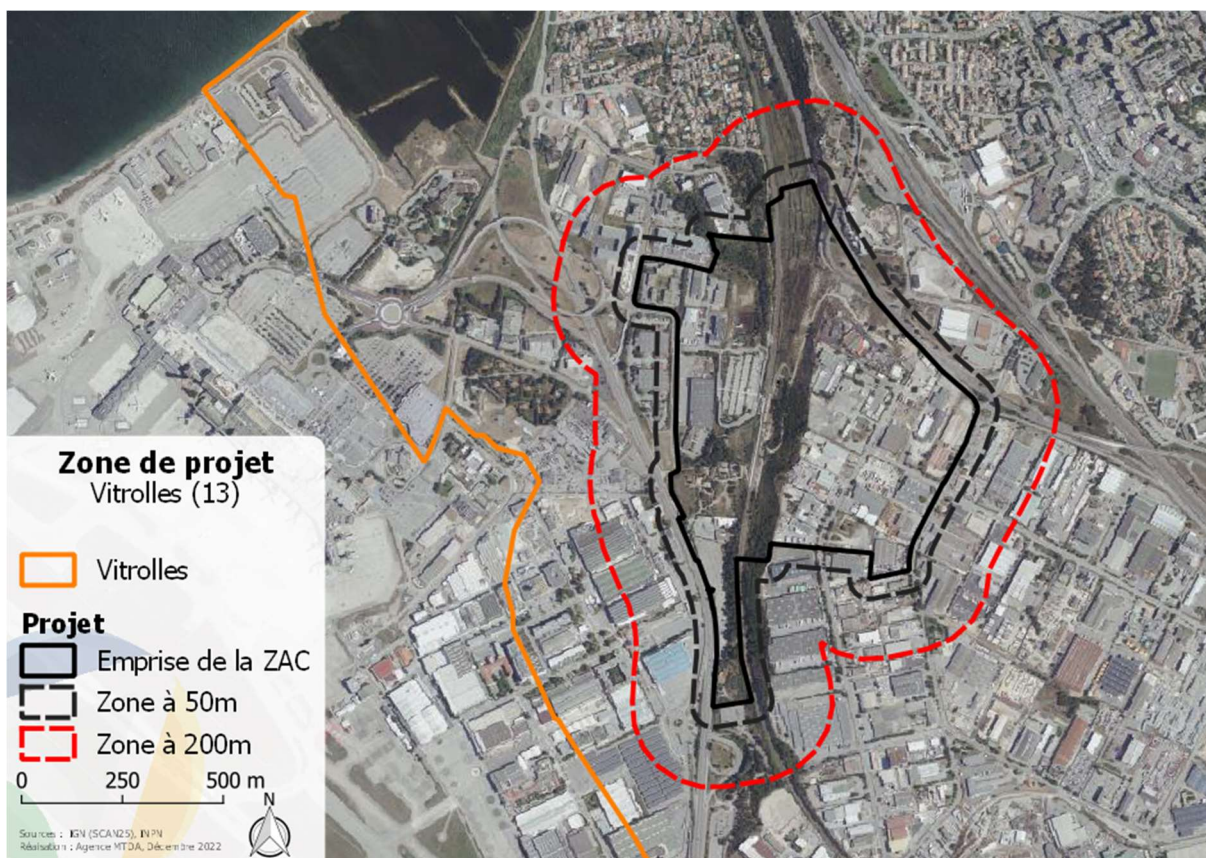 Zone de projet
Vitrolles (13)
Vitrolles
Projet
Emprise de la ZAC
Zone à 50m
Zone à 200m
0 250 500 m
N
Sources : IGN (SCAN25), INPN
Réalisation : Agence MTDA, Décembre 2022